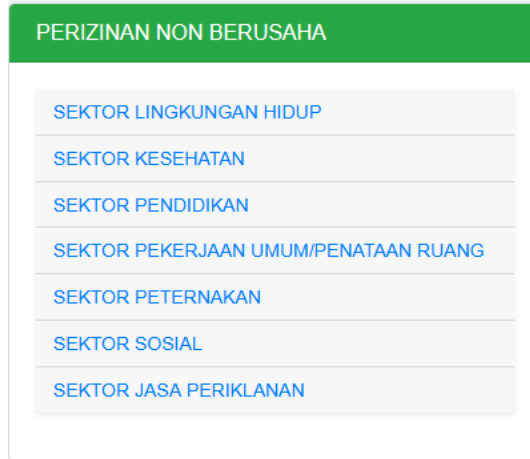 PERIZINAN NON BERUSAHA
SEKTOR LINGKUNGAN HIDUP
SEKTOR KESEHATAN
SEKTOR PENDIDIKAN
SEKTOR PEKERJAAN UMUM/PENATAAN RUANG
SEKTOR PETERNAKAN
SEKTOR SOSIAL
SEKTOR JASA PERIKLANAN